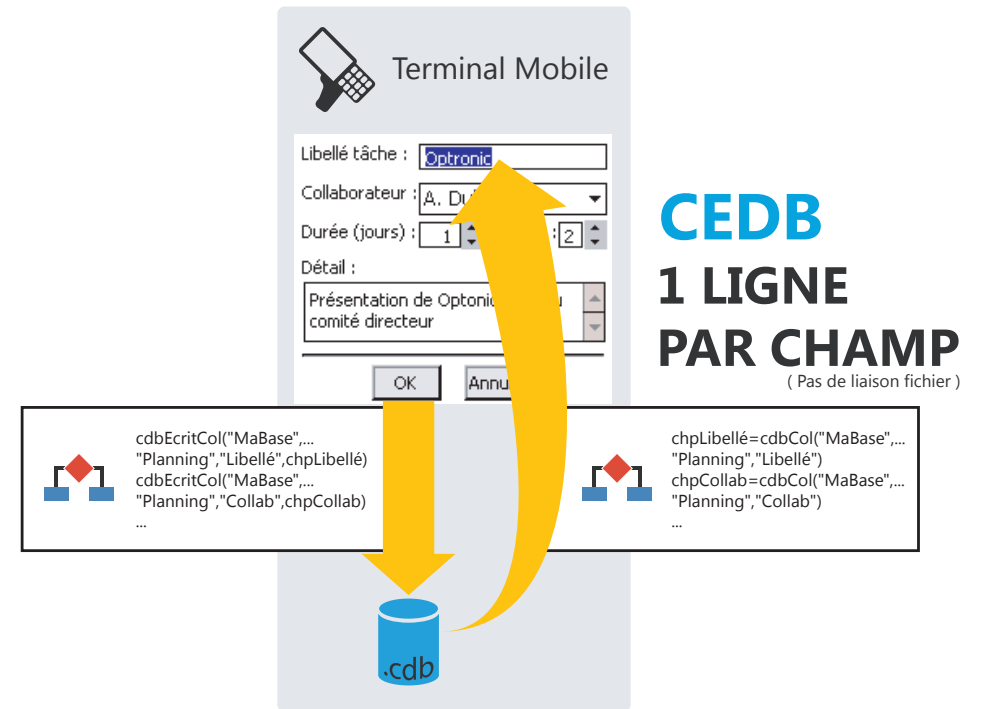 Terminal Mobile
Libellé tâche : Optronic
Collaborateur : A. Du
Durée (jours) : 1 : 2
Détail :
Présentation de Optonic
comité directeur
OK Annu
CEDB
1 LIGNE
PAR CHAMP
( Pas de liaison fichier )
cdbEcritCol("MaBase",...
"Planning","Libellé",chpLibellé)
cdbEcritCol("MaBase",...
"Planning","Collab",chpCollab)
...
chpLibellé=cdbCol("MaBase",...
"Planning","Libellé")
chpCollab=cdbCol("MaBase",...
"Planning","Collab")
...
.cdb